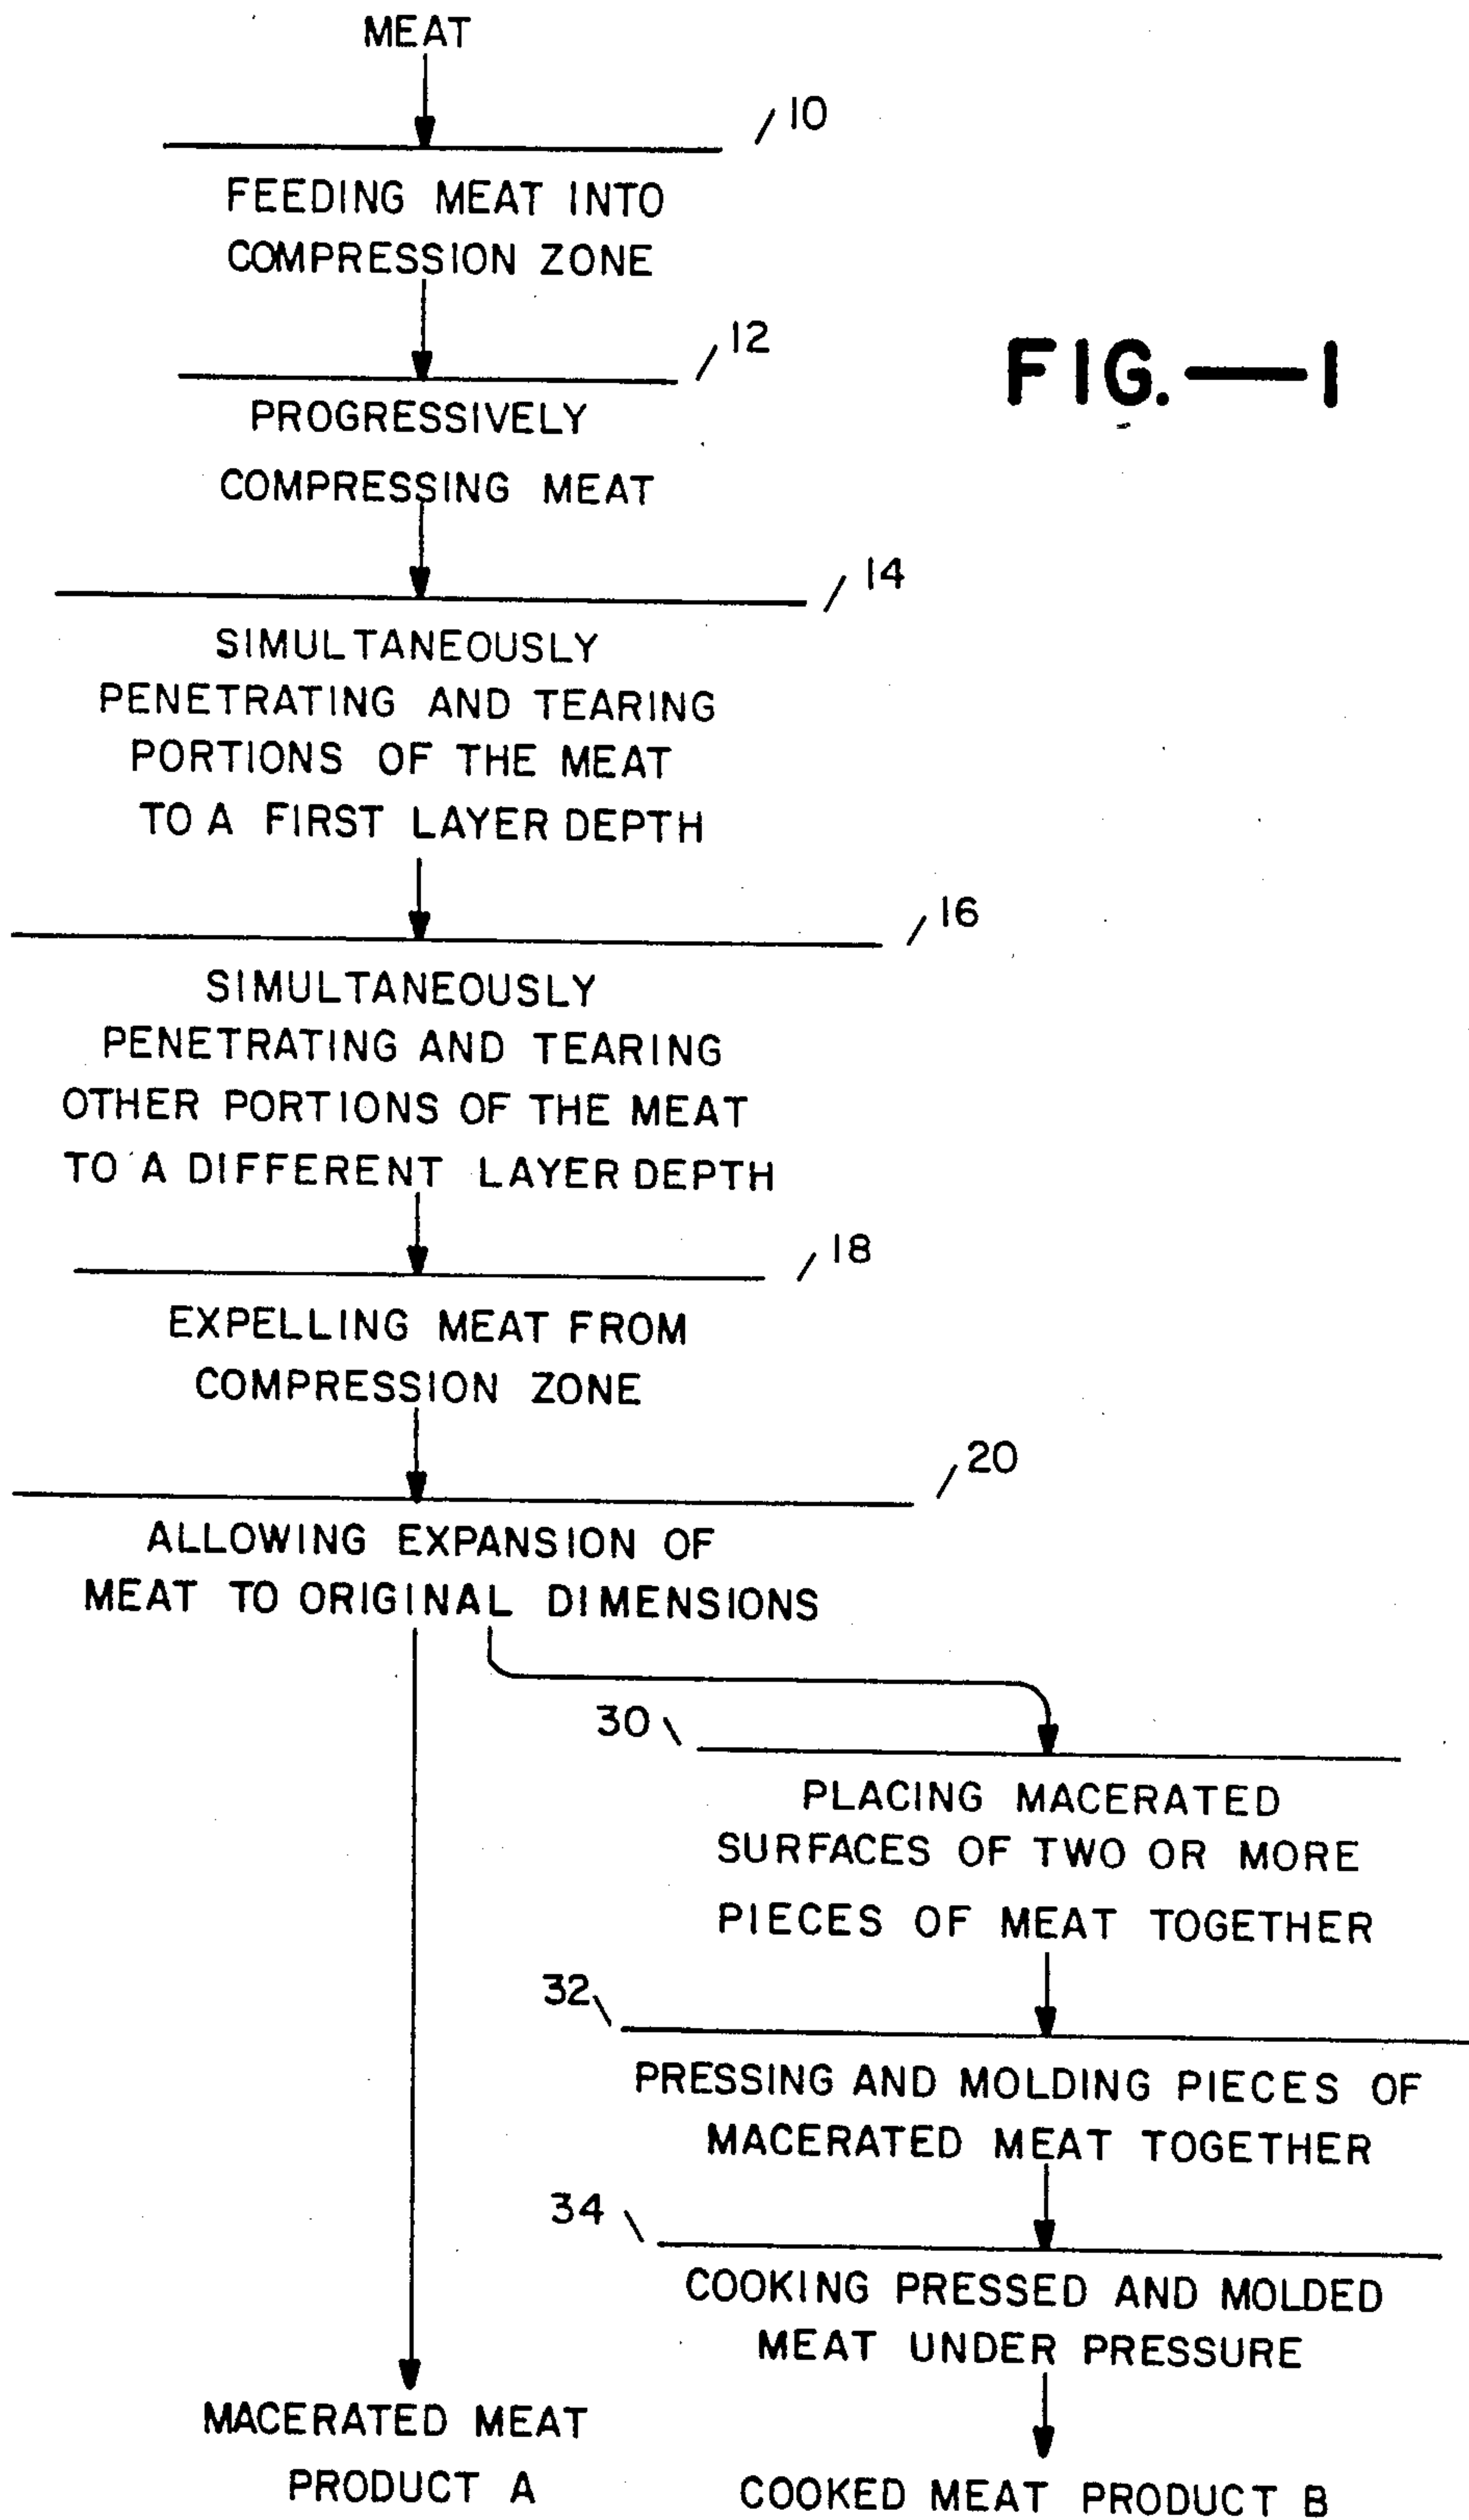 MEAT
10
FEEDING MEAT INTO
COMPRESSION ZONE
12
FIG.—1
PROGRESSIVELY
COMPRESSING MEAT
14
SIMULTANEOUSLY
PENETRATING AND TEARING
PORTIONS OF THE MEAT
TO A FIRST LAYER DEPTH
16
SIMULTANEOUSLY
PENETRATING AND TEARING
OTHER PORTIONS OF THE MEAT
TO A DIFFERENT LAYER DEPTH
18
EXPELLING MEAT FROM
COMPRESSION ZONE
20
ALLOWING EXPANSION OF
MEAT TO ORIGINAL DIMENSIONS
30
PLACING MACERATED
SURFACES OF TWO OR MORE
PIECES OF MEAT TOGETHER
32
PRESSING AND MOLDING PIECES OF
MACERATED MEAT TOGETHER
34
COOKING PRESSED AND MOLDED
MEAT UNDER PRESSURE
MACERATED MEAT
PRODUCT A
COOKED MEAT PRODUCT B